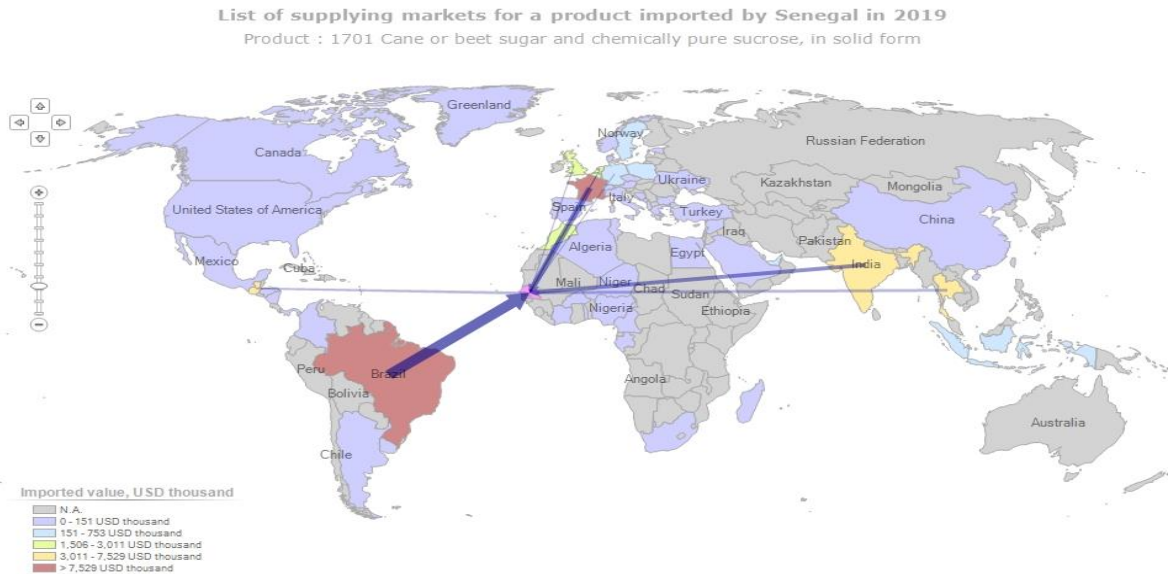 List of supplying markets for a product imported by Senegal in 2019
Product : 1701 Cane or beet sugar and chemically pure sucrose, in solid form
Greenland
Norway
Russian Federation
Canada
Ukraine
Kazakhstan
Mongolia
United States of America
Spain
Italy
Turkey
China
Algeria
Egypt
Iraq
Pakistan
Mexico
Cuba
Mali
Niger
Chad
Sudan
India
Nigeria
Ethiopia
Peru
Brazil
Bolivia
Angola
Australia
Chile
Imported value, USD thousand
N.A.
0 - 151 USD thousand
151 - 753 USD thousand
1,506 - 3,011 USD thousand
3,011 - 7,529 USD thousand
> 7,529 USD thousand